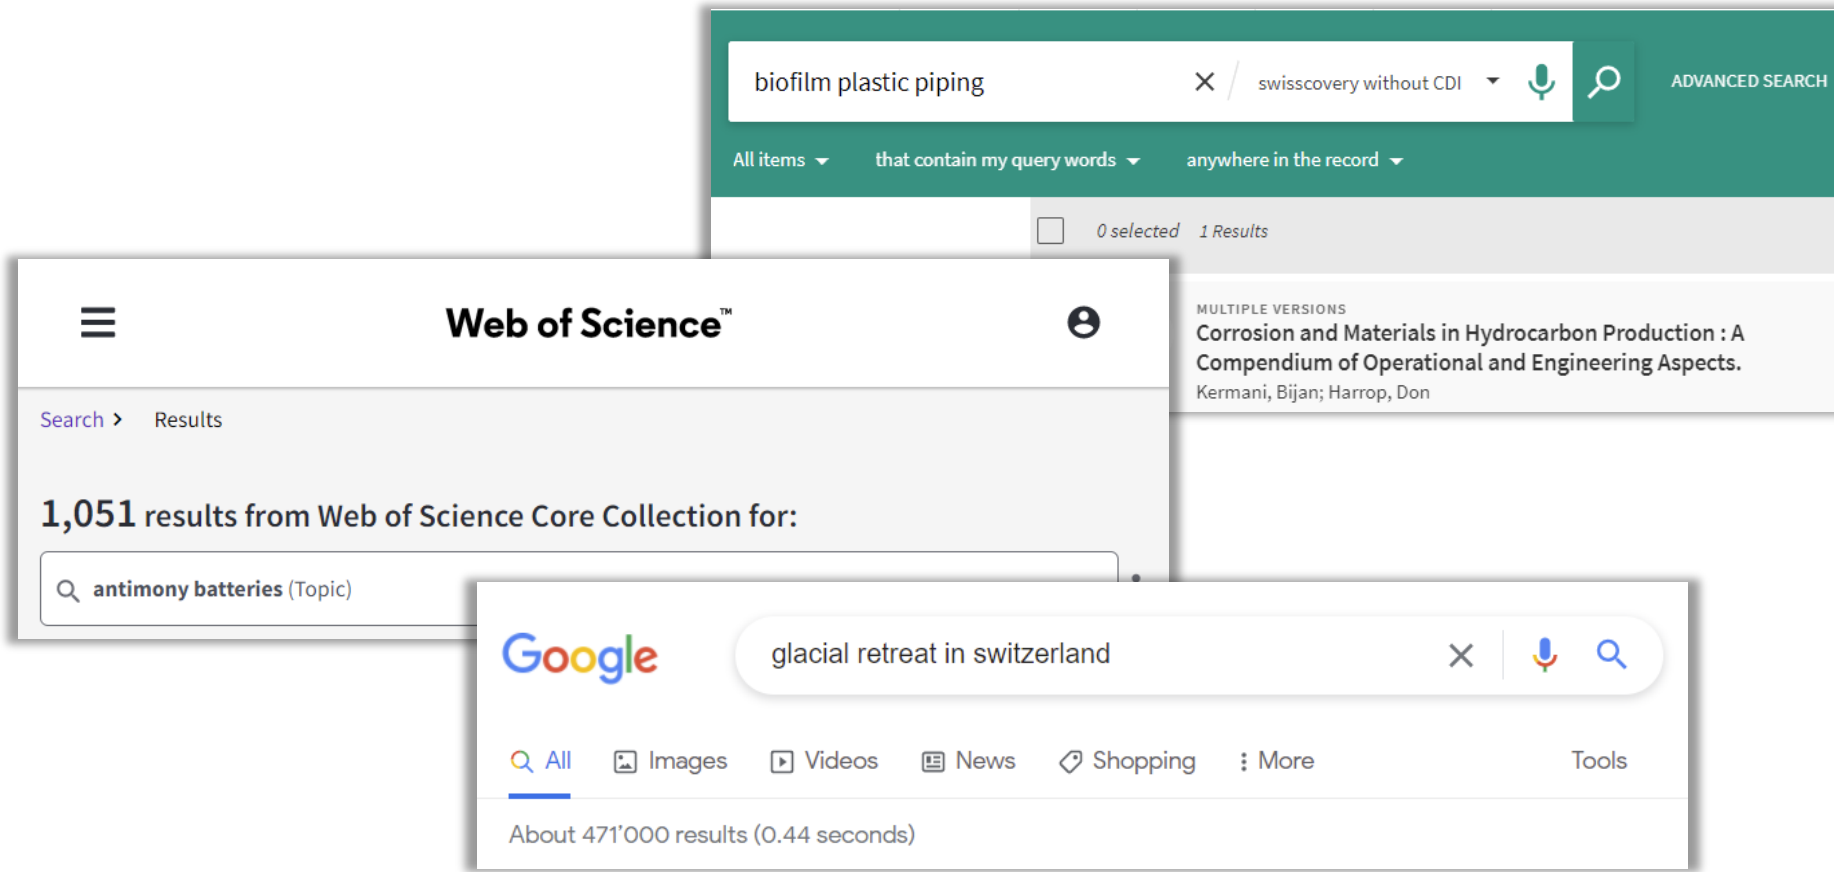 biofilm plastic piping
swisscovery without CDI
ADVANCED SEARCH
All items that contain my query words anywhere in the record
0 selected 1 Results
MULTIPLE VERSIONS
Corrosion and Materials in Hydrocarbon Production : A
Compendium of Operational and Engineering Aspects.
Kermani, Bijan; Harrop, Don
Web of Science™
Search > Results
1,051 results from Web of Science Core Collection for:
antimony batteries (Topic)
Google
glacial retreat in switzerland
All Images Videos News Shopping More Tools
About 471'000 results (0.44 seconds)